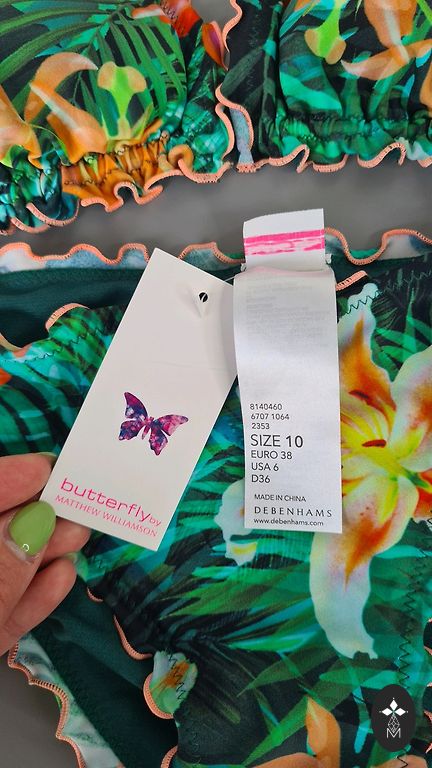 8140460
6707 1064
2353
SIZE 10
EURO 38
USA 6
D36
MADE IN CHINA
DEBENHAMS
www.debenhams.com
butterfly by
MATTHEW WILLIAMSON
M